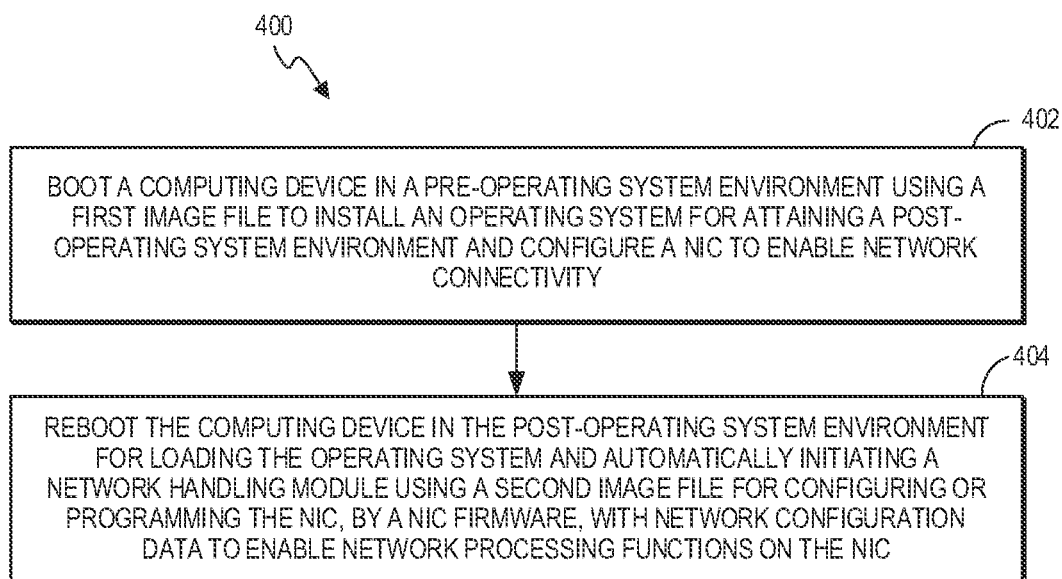 400
402
BOOT A COMPUTING DEVICE IN A PRE-OPERATING SYSTEM ENVIRONMENT USING A
FIRST IMAGE FILE TO INSTALL AN OPERATING SYSTEM FOR ATTAINING A POST-
OPERATING SYSTEM ENVIRONMENT AND CONFIGURE A NIC TO ENABLE NETWORK
CONNECTIVITY
404
REBOOT THE COMPUTING DEVICE IN THE POST-OPERATING SYSTEM ENVIRONMENT
FOR LOADING THE OPERATING SYSTEM AND AUTOMATICALLY INITIATING A
NETWORK HANDLING MODULE USING A SECOND IMAGE FILE FOR CONFIGURING OR
PROGRAMMING THE NIC, BY A NIC FIRMWARE, WITH NETWORK CONFIGURATION
DATA TO ENABLE NETWORK PROCESSING FUNCTIONS ON THE NIC